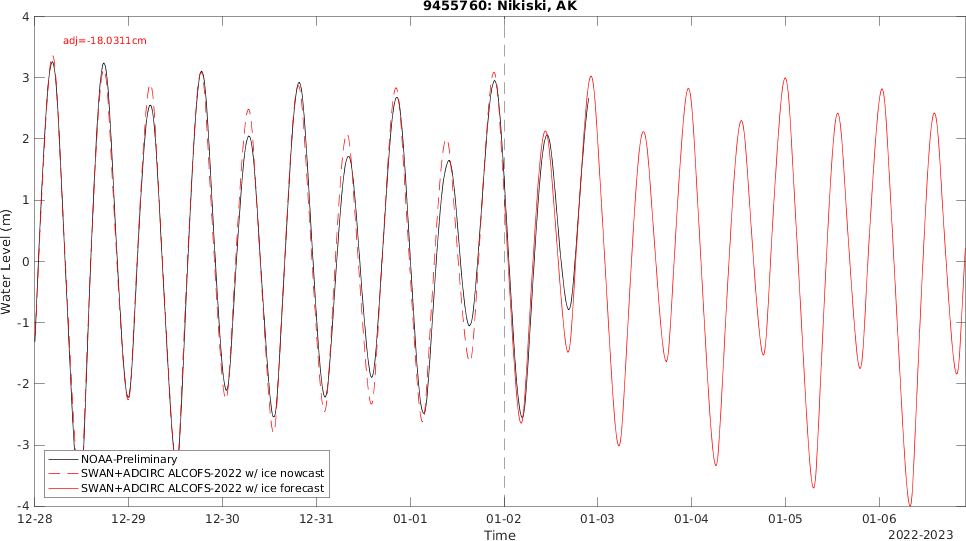 9455760: Nikiski, AK
adj=-18.0311cm
4
3
2
1
0
-1
-2
-3
-4
Water Level (m)
NOAA-Preliminary
SWAN+ADCIRC ALCOFS-2022 w/ ice nowcast
SWAN+ADCIRC ALCOFS-2022 w/ ice forecast
12-28 12-29 12-30 12-31 01-01 01-02 01-03 01-04 01-05 01-06
Time
2022-2023